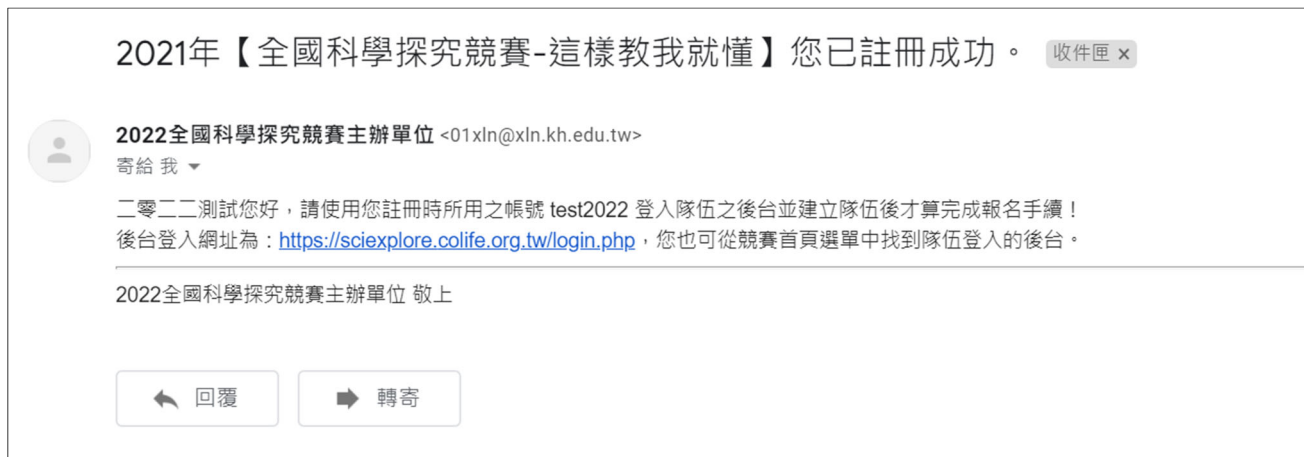 2021年【全國科學探究競賽-這樣教我就懂】您已註冊成功。 收件匣 ×
2022全國科學探究競賽主辦單位 <01xln@xln.kh.edu.tw>
寄給 我
二零二二測試您好，請使用您註冊時所用之帳號 test2022 登入隊伍之後台並建立隊伍後才算完成報名手續！
後台登入網址為：https://sciexplore.colife.org.tw/login.php，您也可從競賽首頁選單中找到隊伍登入的後台。
2022全國科學探究競賽主辦單位 敬上
回覆 轉寄